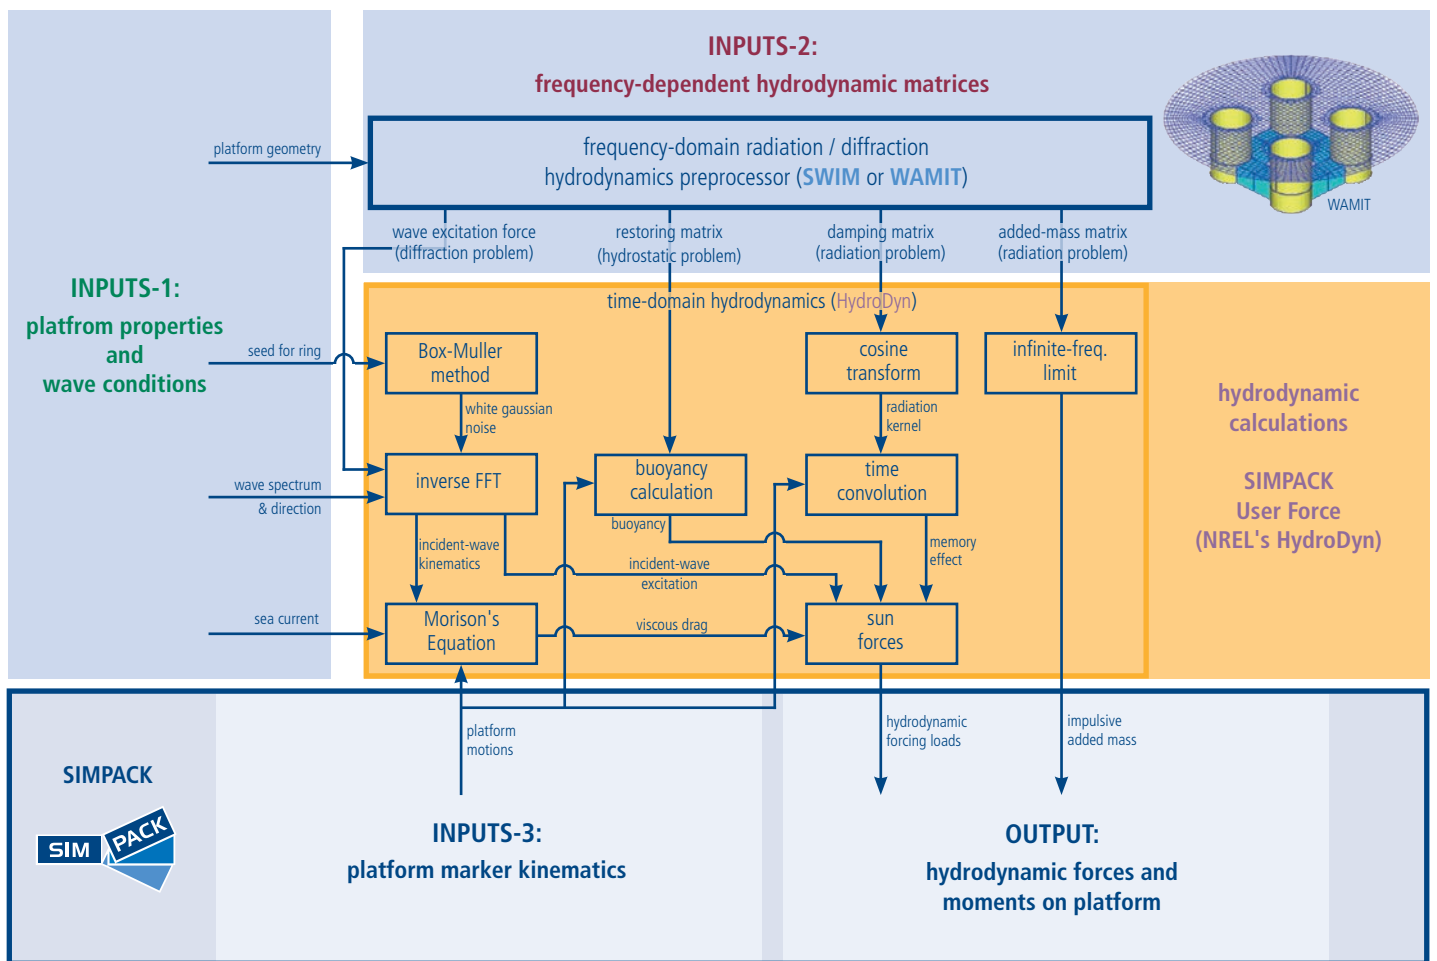 INPUTS-2:
frequency-dependent hydrodynamic matrices
platform geometry
frequency-domain radiation / diffraction
hydrodynamics preprocessor (SWIM or WAMIT)
WAMIT
wave excitation force
(diffraction problem)
restoring matrix
(hydrostatic problem)
damping matrix
(radiation problem)
added-mass matrix
(radiation problem)
INPUTS-1:
platfrom properties
and
wave conditions
time-domain hydrodynamics (HydroDyn)
seed for ring
Box-Muller
method
cosine
transform
infinite-freq.
limit
white gaussian
noise
radiation
kernel
hydrodynamic
calculations
SIMPACK
User Force
(NREL's HydroDyn)
wave spectrum
& direction
inverse FFT
buoyancy
calculation
time
convolution
buoyancy
incident-wave
kinematics
incident-wave
excitation
memory
effect
sea current
Morison's
Equation
viscous drag
sun
forces
platform
motions
hydrodynamic
forcing loads
impulsive
added mass
SIMPACK
SIM PACK
INPUTS-3:
platform marker kinematics
OUTPUT:
hydrodynamic forces and
moments on platform